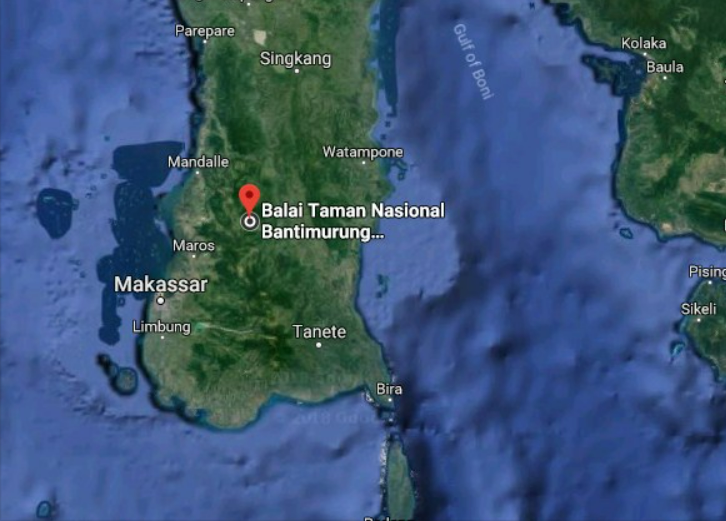 Parepare
Singkang
Gulf of Boni
Kolaka
Baula
Mandalle
Watampone
Balai Taman Nasional
Bantimurung...
Maros
Makassar
Limbung
Tanete
Pising
Sikeli
Bira